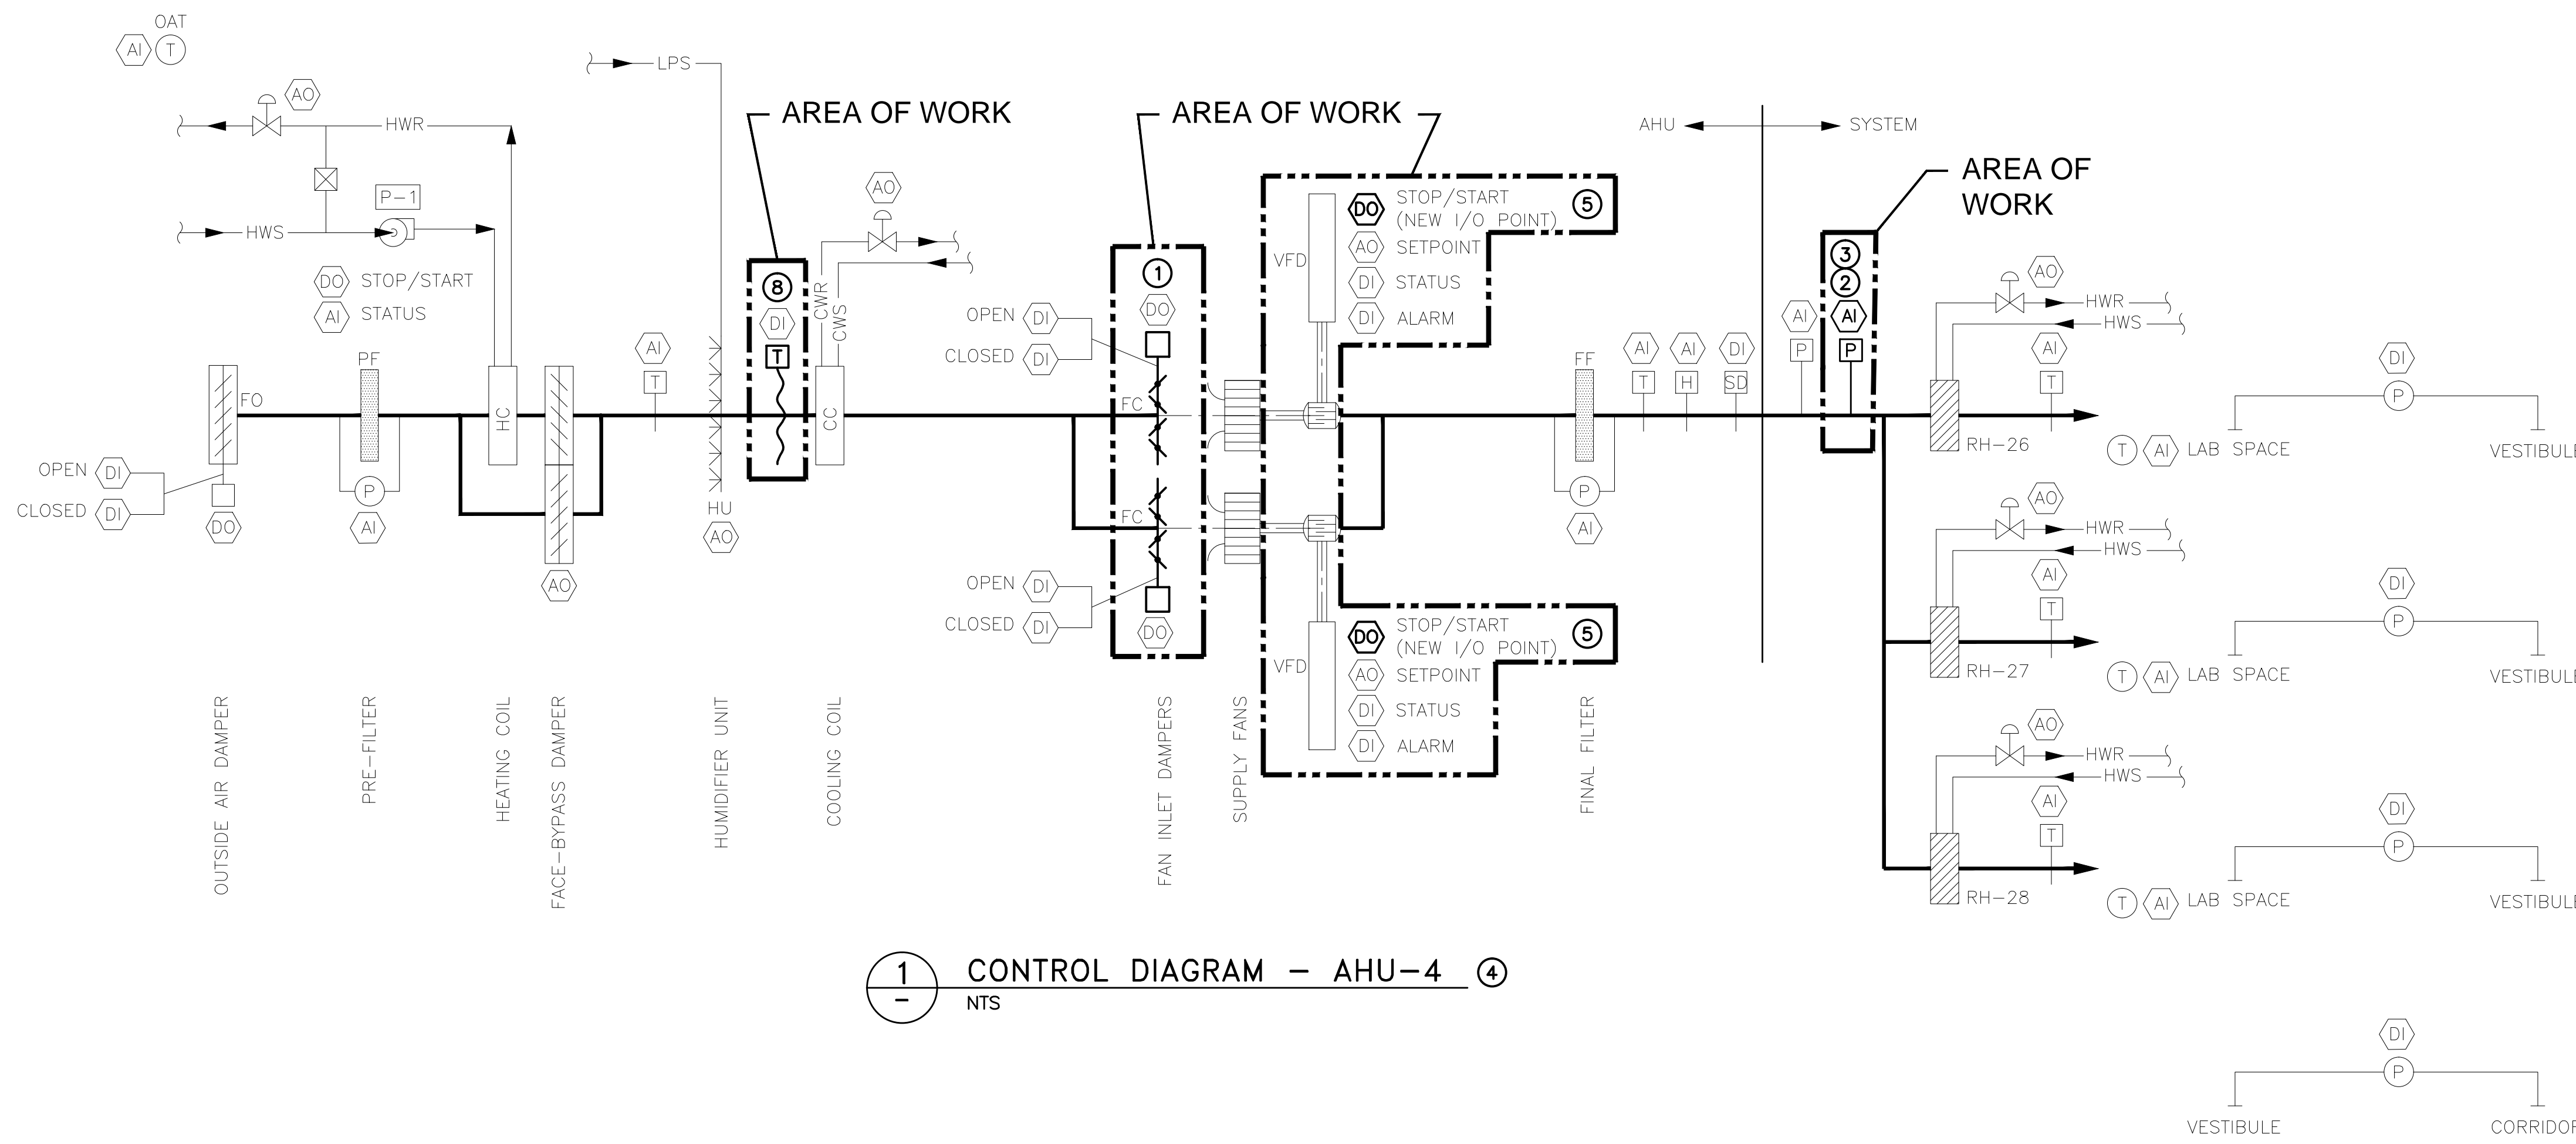 OAT
AI T
AO
HWR
P-1
HWS
DO STOP/START
AI STATUS
LPS
AREA OF WORK
8
DI
T
CWR
CWS
AO
AREA OF WORK
1
DO
OPEN DI
CLOSED DI
FC
FC
OPEN DI
CLOSED DI
DO
VFD
DO STOP/START
(NEW I/O POINT) 5
AO SETPOINT
DI STATUS
DI ALARM
VFD
DO STOP/START
(NEW I/O POINT) 5
AO SETPOINT
DI STATUS
DI ALARM
AHU SYSTEM
AREA OF
WORK
3
2
AI
P
AI
P
AI
T
AI
H
DI
SD
FF
P
AI
FO
OPEN DI
CLOSED DI
DO
PF
P
AI
HC
AO
AI
T
HU
AO
CC
AO
HWR
HWS
AI
T
RH-26
T AI LAB SPACE
DI
P
AO
HWR
HWS
AI
T
RH-27
T AI LAB SPACE
DI
P
AO
HWR
HWS
AI
T
RH-28
T AI LAB SPACE
DI
P
OUTSIDE AIR DAMPER
PRE-FILTER
HEATING COIL
FACE-BYPASS DAMPER
HUMIDIFIER UNIT
COOLING COIL
FAN INLET DAMPERS
SUPPLY FANS
FINAL FILTER
1
-
CONTROL DIAGRAM - AHU-4 4
NTS
DI
P
VESTIBULE